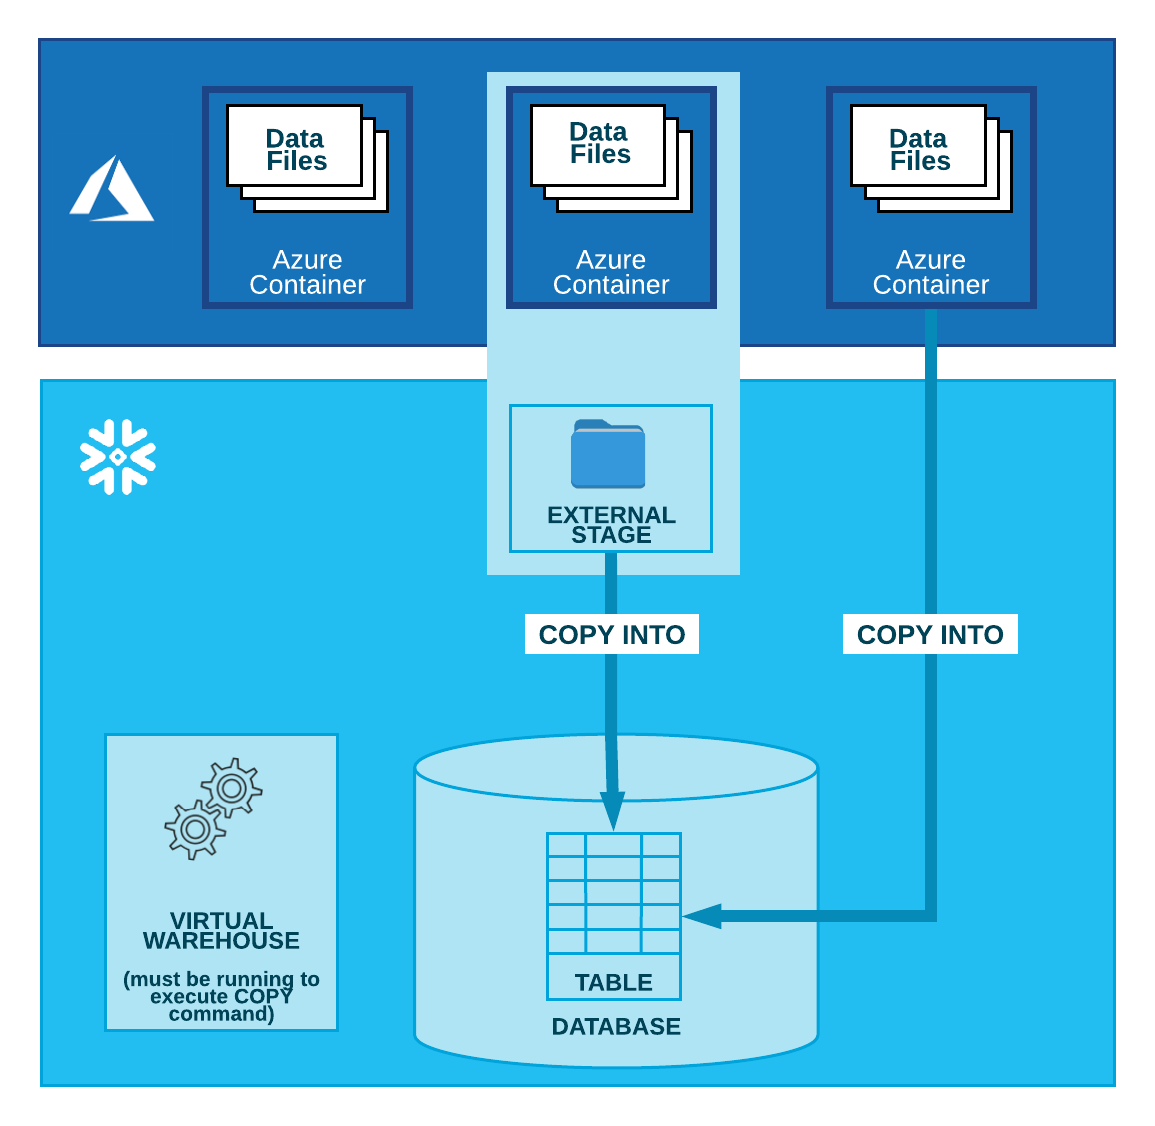 Data
Files
Azure
Container
Data
Files
Azure
Container
Data
Files
Azure
Container
EXTERNAL
STAGE
COPY INTO
COPY INTO
VIRTUAL
WAREHOUSE
(must be running to
execute COPY
command)
TABLE
DATABASE